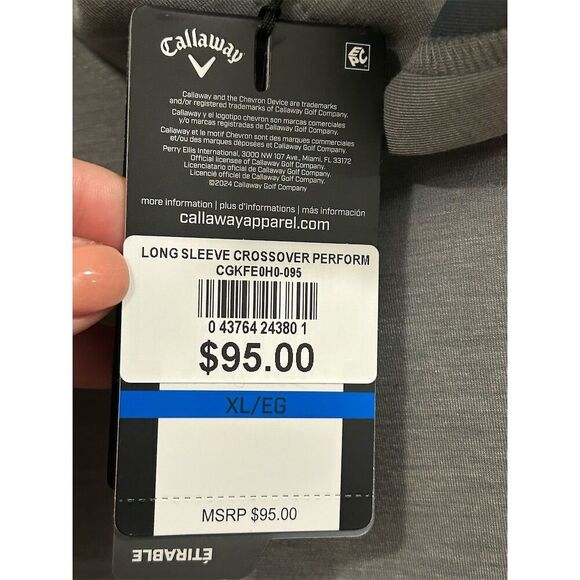 Callaway
Callaway and the Chevron Device are trademarks
and/or registered trademarks of Callaway Golf Company.
Callaway y el logotipo chevron son marcas comerciales
y/o marcas registradas de Callaway Golf Company.
Callaway et le motif Chevron sont des marques commerciales
et/ou des marques déposées et Callaway Golf Company.
Perry Ellis International, 3000 NW 107 Ave., Miami, FL 33172
Official licensee of Callaway Golf Company.
Licenciatario oficial de Callaway Golf Company.
Licencié officiel de Callaway Golf Company.
©2024 Callaway Golf Company
more information | plus d'informations | más información
callawayapparel.com
LONG SLEEVE CROSSOVER PERFORM
CGKFE0H0-095
0 43764 24380 1
$95.00
XL/EG
MSRP $95.00
ÉTIRABLE